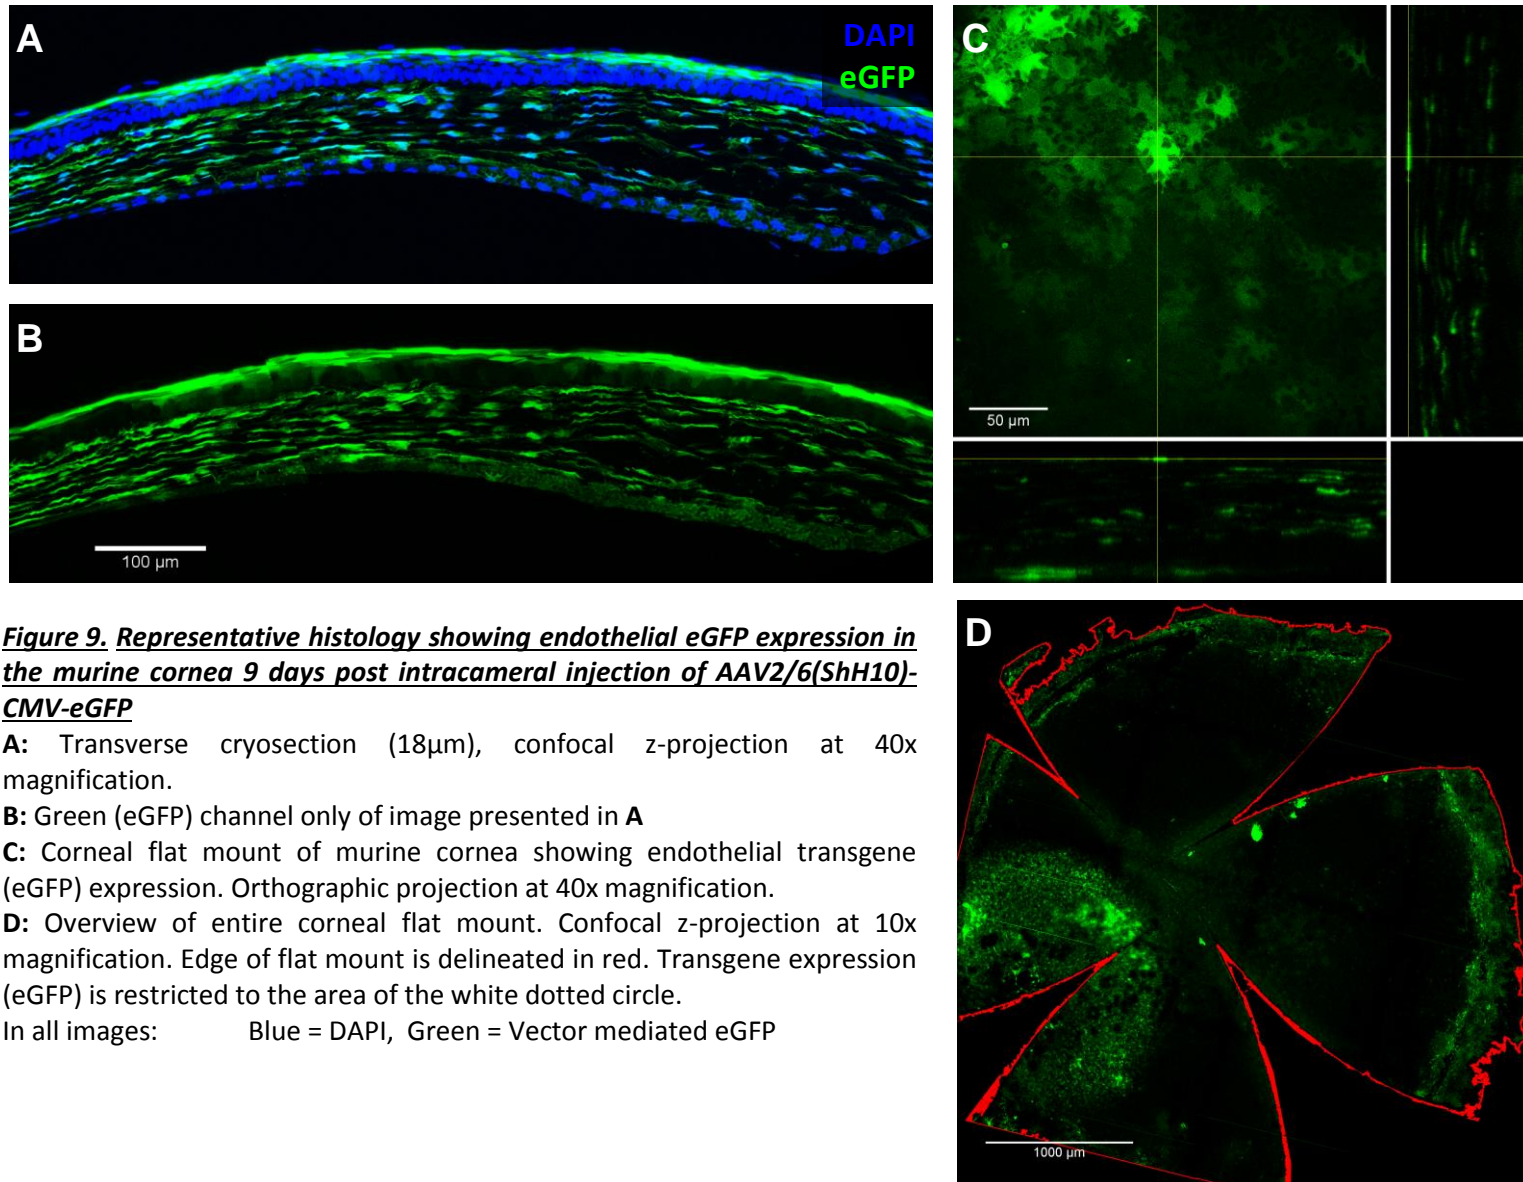 A
DAPI
eGFP
B
100 µm
C
50 µm
D
1000 µm
Figure 9. Representative histology showing endothelial eGFP expression in
the murine cornea 9 days post intracameral injection of AAV2/6(ShH10)-
CMV-eGFP
A: Transverse cryosection (18µm), confocal z-projection at 40x
magnification.
B: Green (eGFP) channel only of image presented in A
C: Corneal flat mount of murine cornea showing endothelial transgene
(eGFP) expression. Orthographic projection at 40x magnification.
D: Overview of entire corneal flat mount. Confocal z-projection at 10x
magnification. Edge of flat mount is delineated in red. Transgene expression
(eGFP) is restricted to the area of the white dotted circle.
In all images: Blue = DAPI, Green = Vector mediated eGFP